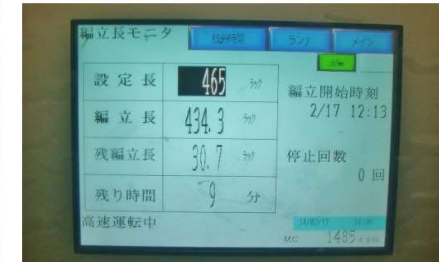 編立長モニタ
ランプ
メイン
設定長 465 ラック
編立開始時刻
編立長 434.3 ラック
2/17 12:13
残編立長 30.7 ラック
停止回数
0 回
残り時間 9 分
高速運転中
14/02/17
MC 1485